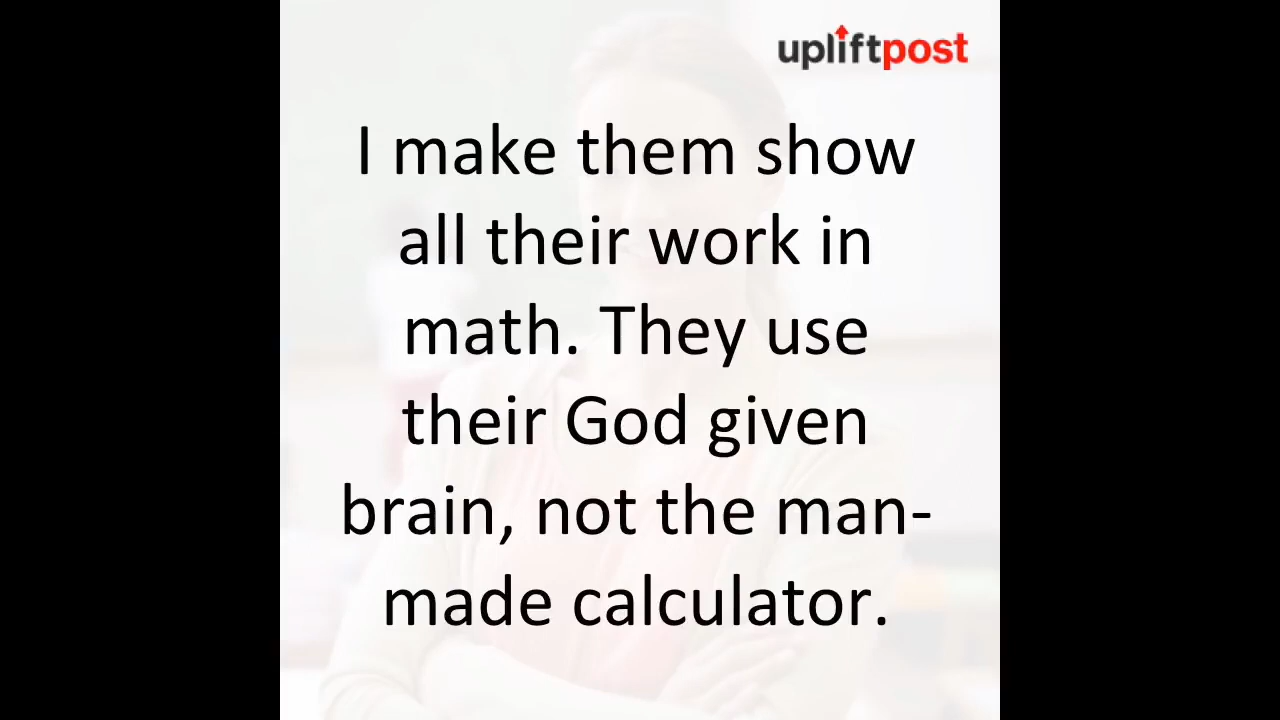 upliftpost
I make them show
all their work in
math. They use
their God given
brain, not the man-
made calculator.